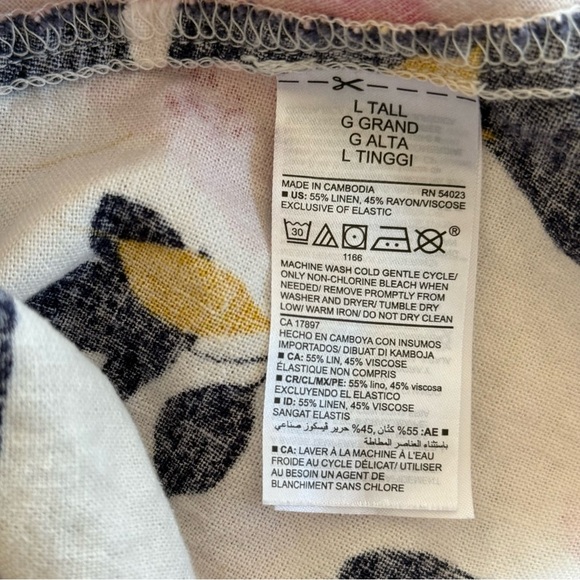 L TALL
G GRAND
G ALTA
L TINGGI
MADE IN CAMBODIA RN 54023
■ US: 55% LINEN, 45% RAYON/VISCOSE
EXCLUSIVE OF ELASTIC
30
®
1166
MACHINE WASH COLD GENTLE CYCLE/
ONLY NON-CHLORINE BLEACH WHEN
NEEDED/ REMOVE PROMPTLY FROM
WASHER AND DRYER/ TUMBLE DRY
LOW/ WARM IRON/ DO NOT DRY CLEAN
CA 17897
HECHO EN CAMBOYA CON INSUMOS
IMPORTADOS/ DIBUAT DI KAMBOJA
■ CA: 55% LIN, 45% VISCOSE
ÉLASTIQUE NON COMPRIS
■ CR/CL/MX/PE: 55% lino, 45% viscosa
EXCLUYENDO EL ELASTICO
■ ID: 55% LINEN, 45% VISCOSE
SANGAT ELASTIS
■ AE: 55% كتان, 45% حرير فيسكوز صناعي
باستثناء العناصر المطاطة
■ CA: LAVER À LA MACHINE À L'EAU
FROIDE AU CYCLE DÉLICAT/ UTILISER
AU BESOIN UN AGENT DE
BLANCHIMENT SANS CHLORE